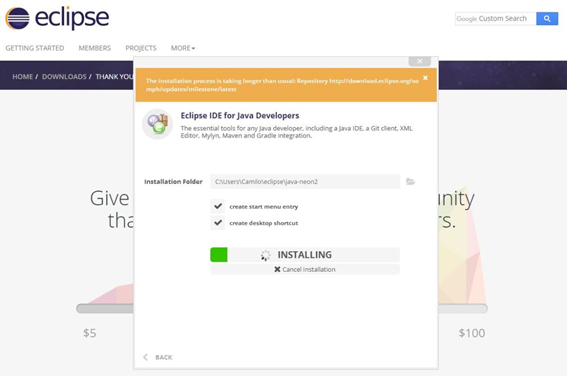 eclipse
Google Custom Search
GETTING STARTED MEMBERS PROJECTS MORE
HOME / DOWNLOADS / THANK YOU
The installation process is taking longer than usual: Repository http://download.eclipse.org/oo
mph/updates/milestone/latest
Eclipse IDE for Java Developers
The essential tools for any Java developer, including a Java IDE, a Git client, XML
Editor, Mylyn, Maven and Gradle integration.
Installation Folder C:\Users\Camilo\eclipse\java-neon2
create start menu entry
Give
unity
tha
rs.
create desktop shortcut
INSTALLING
Cancel Installation
$5 $100
BACK